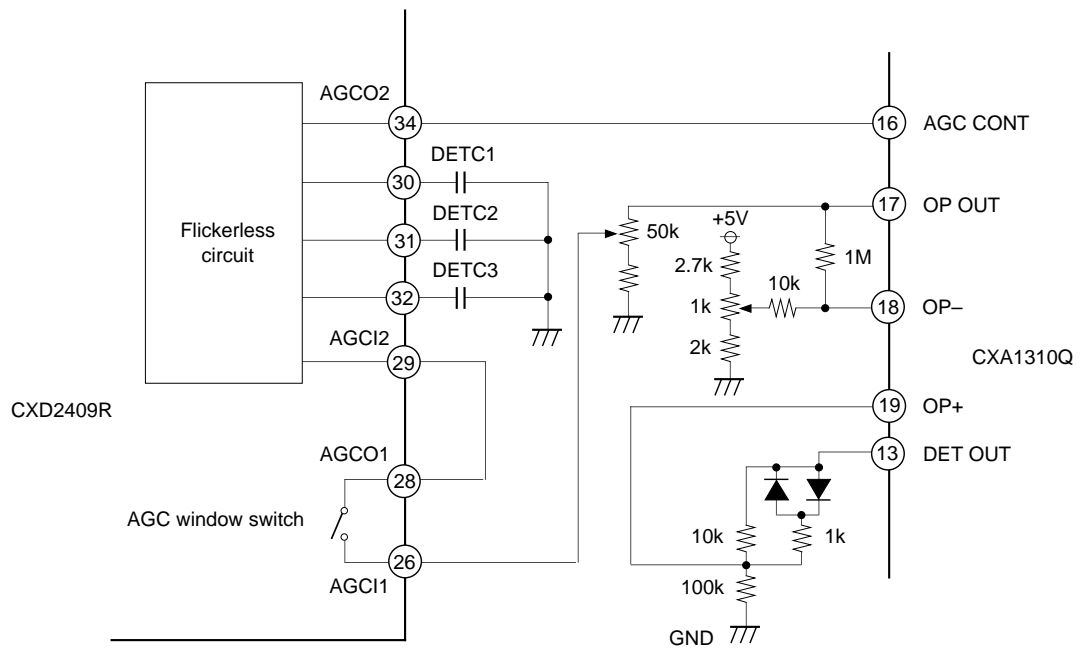 AGCO2
34
16
AGC CONT
DETC1
30
17
OP OUT
Flickerless
circuit
DETC2
31
+5V
50k
2.7k
1M
10k
DETC3
32
1k
18
OP–
AGCI2
29
2k
CXA1310Q
CXD2409R
19
OP+
AGCO1
28
13
DET OUT
AGC window switch
10k
1k
26
AGCI1
100k
GND